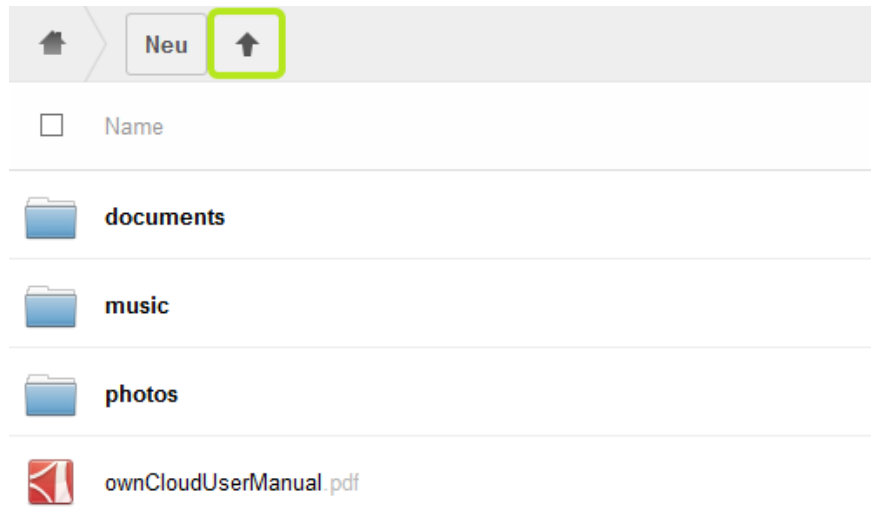 Neu
Name
documents
music
photos
ownCloudUserManual.pdf